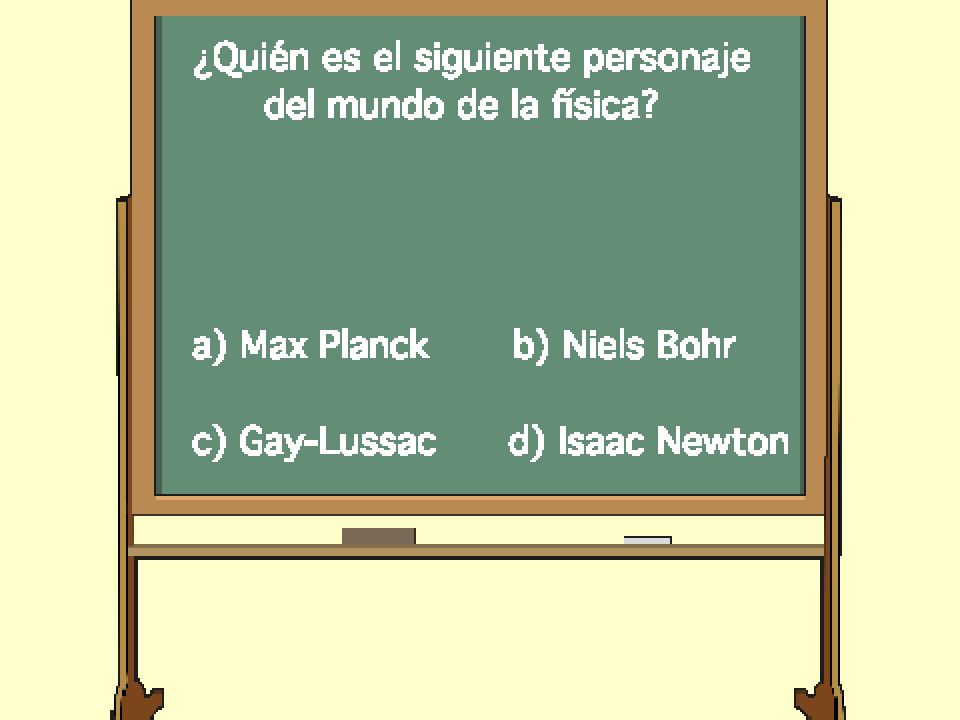 ¿Quién es el siguiente personaje
del mundo de la física?
a) Max Planck b) Niels Bohr
c) Gay-Lussac d) Isaac Newton